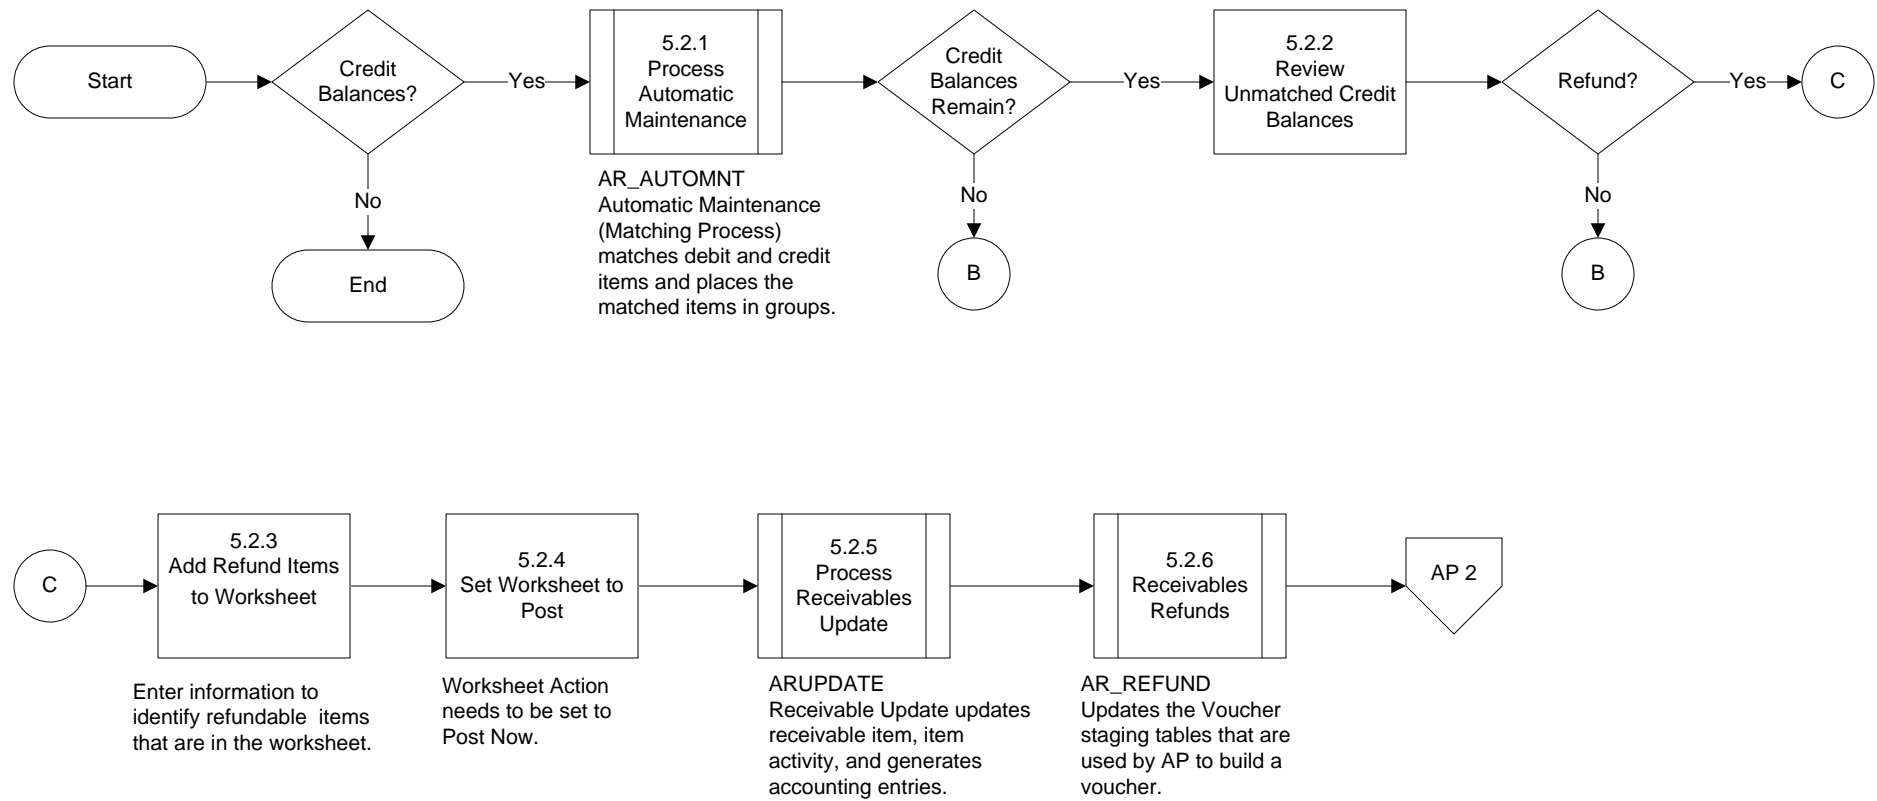 Start
Credit
Balances?
Yes
No
End
5.2.1
Process
Automatic
Maintenance
AR_AUTOMNT
Automatic Maintenance
(Matching Process)
matches debit and credit
items and places the
matched items in groups.
Credit
Balances
Remain?
Yes
No
B
5.2.2
Review
Unmatched Credit
Balances
Refund?
Yes
C
No
B
C
5.2.3
Add Refund Items
to Worksheet
Enter information to
identify refundable items
that are in the worksheet.
5.2.4
Set Worksheet to
Post
Worksheet Action
needs to be set to
Post Now.
5.2.5
Process
Receivables
Update
ARUPDATE
Receivable Update updates
receivable item, item
activity, and generates
accounting entries.
5.2.6
Receivables
Refunds
AR_REFUND
Updates the Voucher
staging tables that are
used by AP to build a
voucher.
AP 2